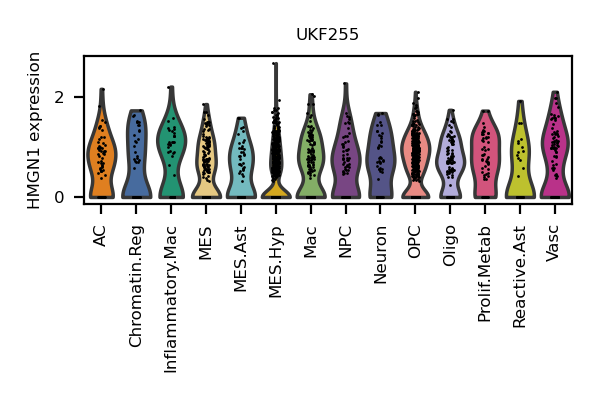 UKF255
HMGN1 expression
2
0
AC
Chromatin.Reg
Inflammatory.Mac
MES
MES.Ast
MES.Hyp
Mac
NPC
Neuron
OPC
Oligo
Prolif.Metab
Reactive.Ast
Vasc